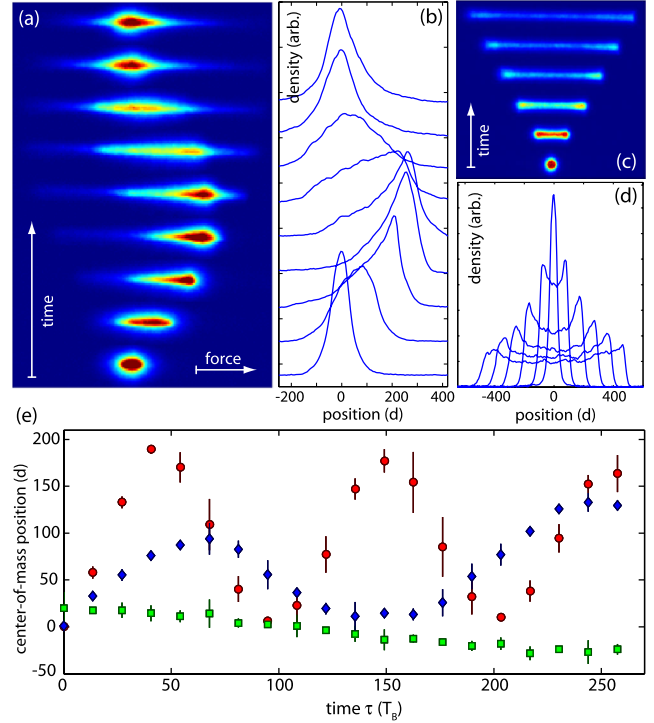 (a)
time
force
(b)
density (arb.)
-200 0 200 400
position (d)
(c)
time
(d)
density (arb.)
-400 0 400
position (d)
(e)
center-of-mass position (d)
200
150
100
50
0
-50
0 50 100 150 200 250
time τ (T_B)